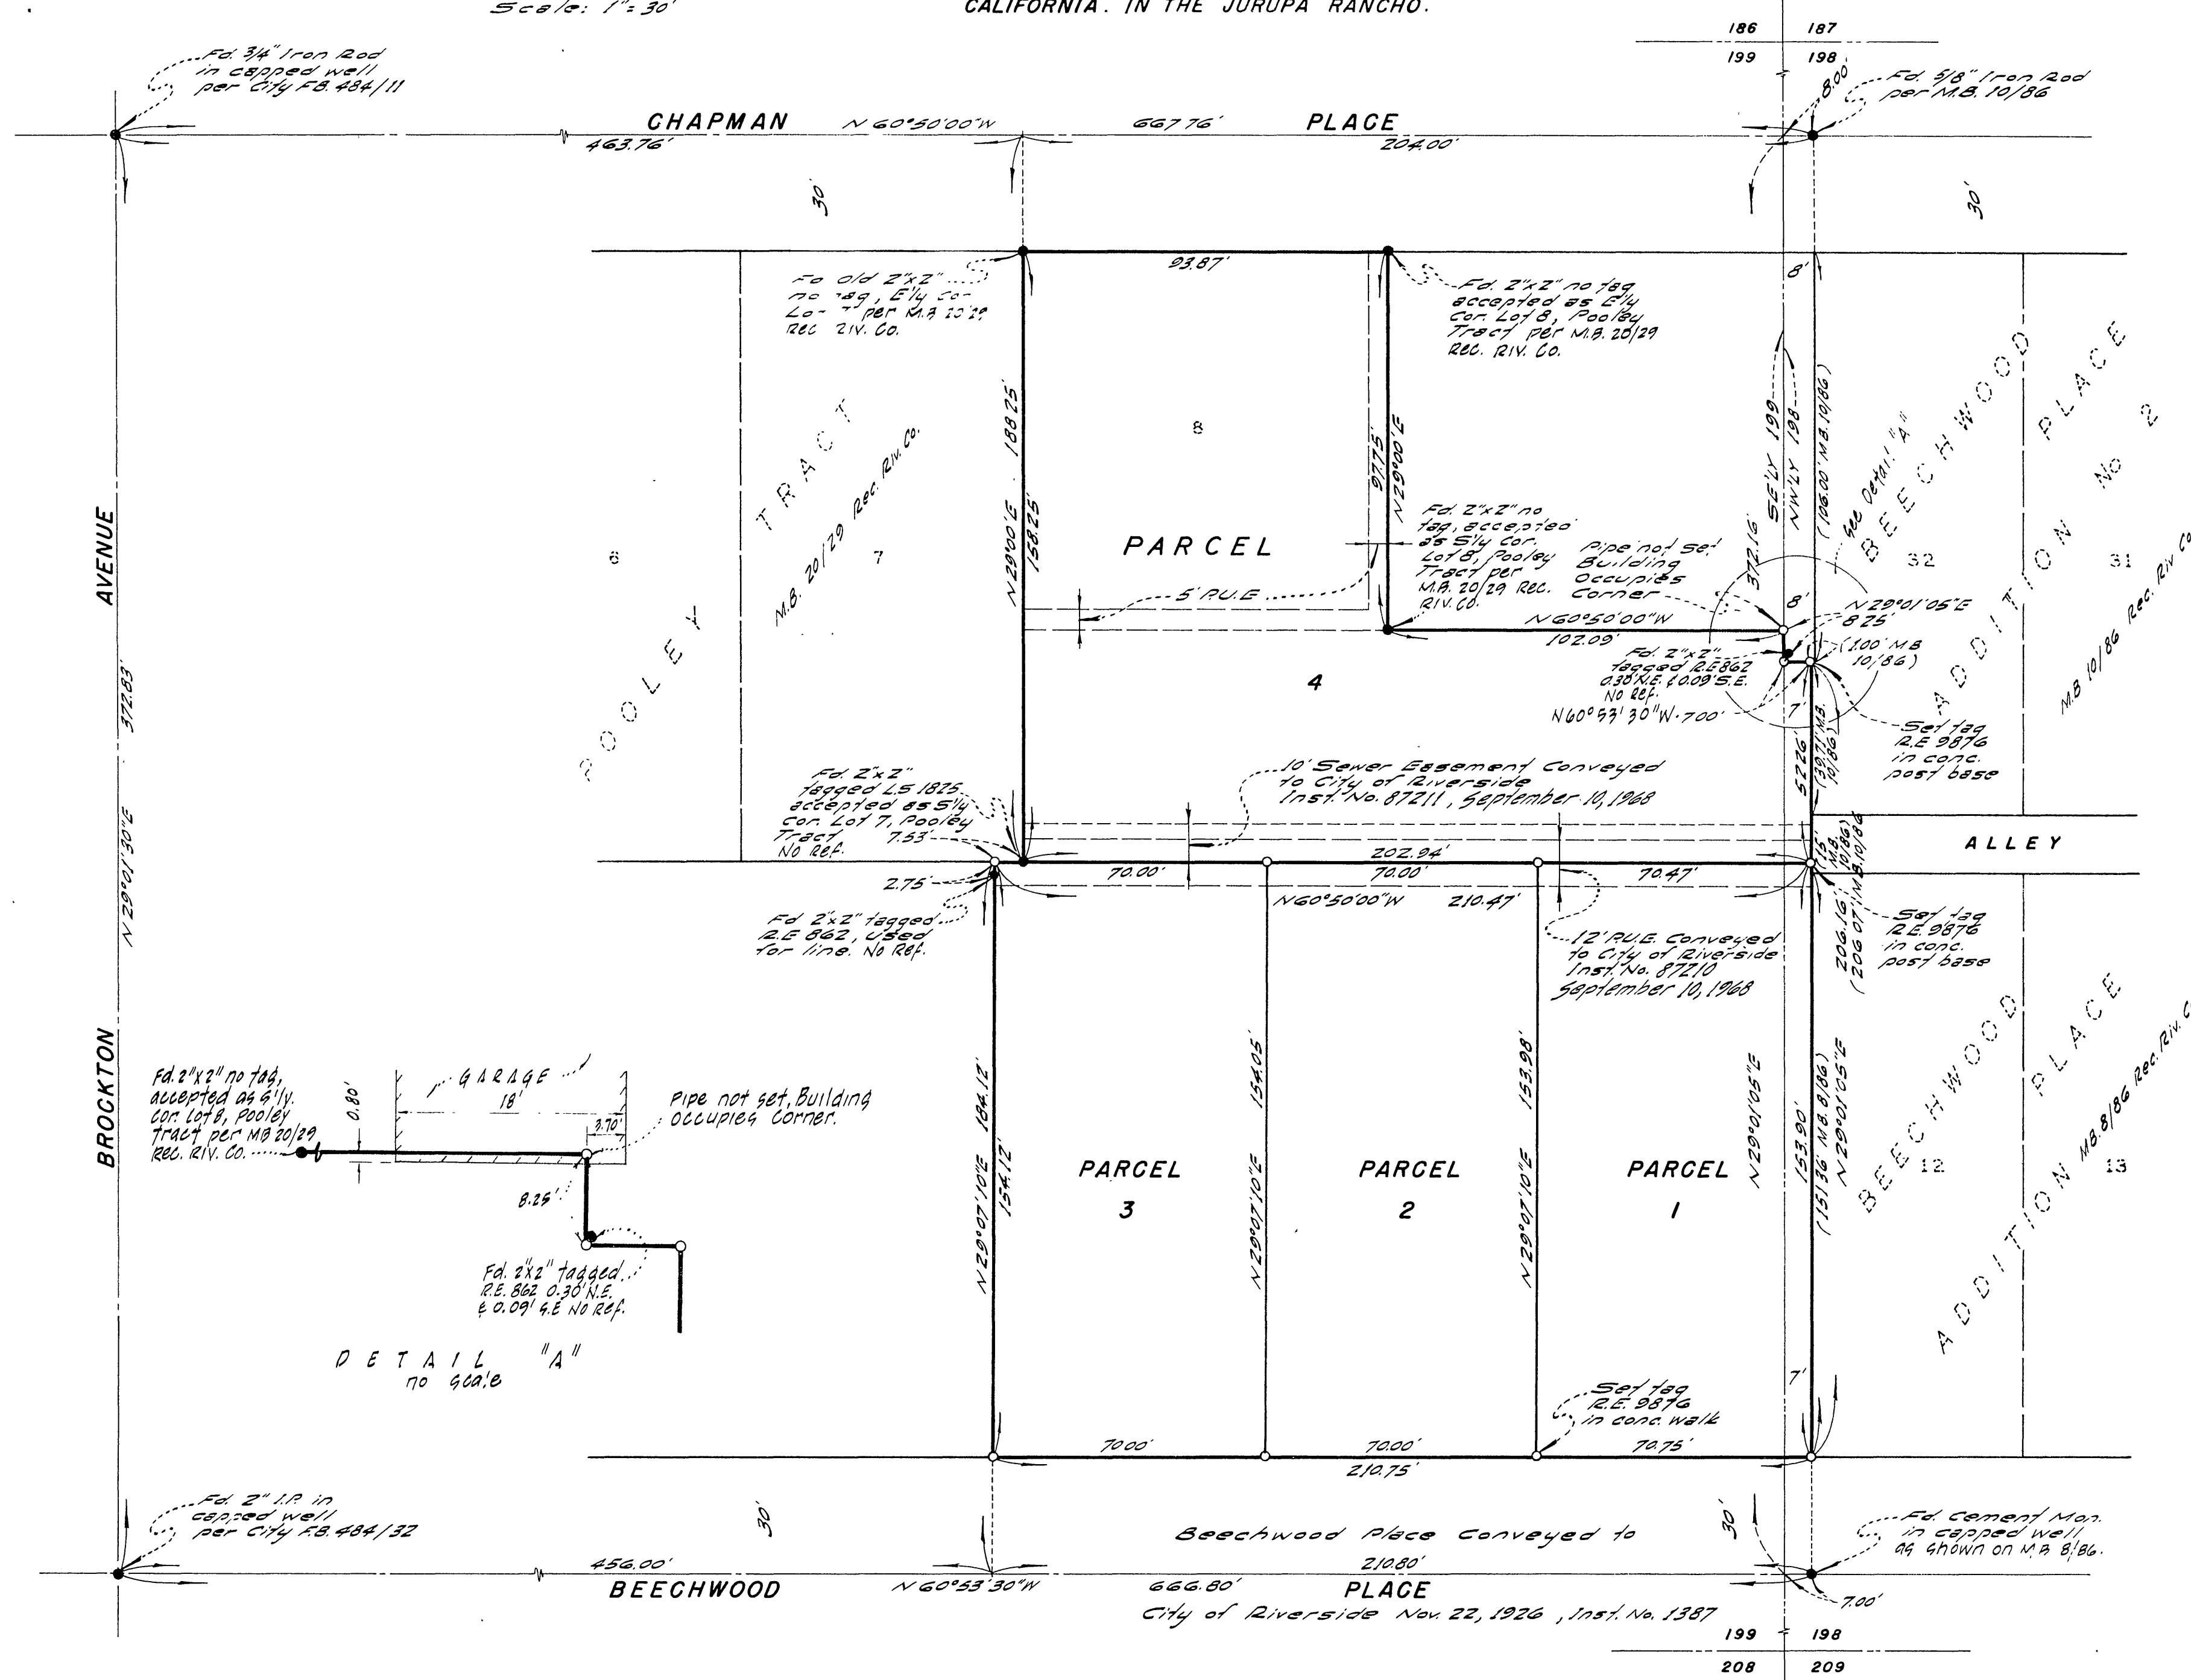 Scale: 1"= 30'
CALIFORNIA. IN THE JURUPA RANCHO.
186 187
199 198
Fd. 3/4" Iron Rod
in capped well
per City F.B. 484/11
8.00'
Fd. 5/8" Iron Rod
per M.B. 10/86
CHAPMAN N 60°50'00"W 667.76' PLACE
463.76' 204.00'
30'
30'
93.87'
8'
Fd. 2"x2" no tag
accepted as E'ly
Cor. Lot 8, Pooley
Tract per M.B. 20/29
Rec. Riv. Co.
Old 2"x2"
E'ly
per M.B. 20/29
Riv. Co.
N29°00'E 188.25'
158.25'
8
97.75'
N29°00'E
POOLEY TRACT
M.B. 20/29 Rec. Riv. Co.
6
7
PARCEL
4
5' P.U.E.
Fd. 2"x2" no
tag, accepted
as S'ly cor.
Lot 8, Pooley
Tract per
M.B. 20/29 Rec.
RIV. CO.
Pipe not set
Building
Occupies
Corner
N60°50'00"W
102.09'
372.16'
SE'LY 199
NW'LY 198
(106.00' M.B. 10/86)
See Detail "A"
BEECHWOOD PLACE
ADDITION No 2
32
31
M.B 10/86 Rec. Riv Co
8'
N29°01'05"E
8.25'
(1.00' MB
10/86)
Fd. 2"x2"
tagged R.E 862
0.30' N.E. & 0.09' S.E.
No Ref.
N60°53'30"W - 7.00'
7'
52.26'
(39.71' M.B.
10/86)
Set tag
R.E 9876
in conc.
post base
10' Sewer Easement Conveyed
to City of Riverside
Inst. No. 87211, September 10, 1968
Fd. 2"x2"
tagged L.S 1825
accepted as S'ly
cor. Lot 7, Pooley
Tract
No Ref.
7.53'
ALLEY
(15' M.B. 10/86)
202.94'
70.00' 70.00' 70.47'
N60°50'00"W 210.47'
2.75'
Fd 2"x2" tagged
R.E 862, used
for line. No Ref.
12' P.U.E. Conveyed
to City of Riverside
Inst. No. 87210
September 10, 1968
206.16'
(206.07' M.B. 10/86
Set tag
R.E. 9876
in conc.
post base
AVENUE
N 29°01'30"E 372.83'
BROCKTON
Fd. 2"x2" no tag,
accepted as S'ly.
cor. Lot 8, Pooley
tract per MB 20/29
REC. RIV. CO.
0.80'
GARAGE
18'
3.70'
Pipe not set, Building
occupies corner.
8.25'
Fd. 2"x2" tagged
R.E. 862 0.30' N.E.
& 0.09' S.E No Ref.
DETAIL "A"
no scale
N29°07'10"E 184.12'
154.12'
PARCEL
3
N29°07'10"E 154.05'
PARCEL
2
N29°07'10"E 153.98'
PARCEL
1
N29°01'05"E
153.90'
(151.36' M.B. 8/86)
N29°01'05"E
BEECHWOOD PLACE
ADDITION M.B. 8/86 Rec. Riv. C
12
13
7'
Set tag
R.E. 9876
in conc. walk
70.00' 70.00' 70.75'
210.75'
Fd. 2" I.P. in
capped well
per City F.B. 484/32
30'
30'
Fd. Cement Mon.
in capped well
as shown on M.B. 8/86.
Beechwood Place Conveyed to
456.00' 210.80'
BEECHWOOD N 60°53'30"W 666.80' PLACE
7.00'
City of Riverside Nov. 22, 1926, Inst. No. 1387
199 198
208 209